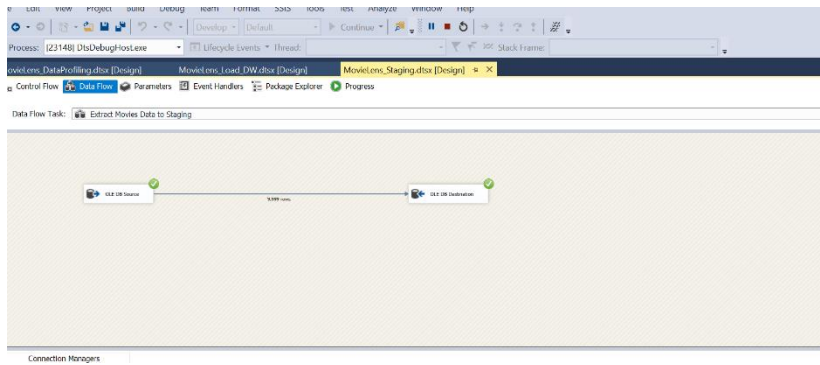 Edit View Project Build Debug Team Format SSIS Tools Test Analyze Window Help
Develop Default Continue
Process: [23148] DtsDebugHost.exe Lifecycle Events Thread: Stack Frame:
ovieLens_DataProfiling.dtsx [Design] MovieLens_Load_DW.dtsx [Design] MovieLens_Staging.dtsx [Design]
Control Flow Data Flow Parameters Event Handlers Package Explorer Progress
Data Flow Task: Extract Movies Data to Staging
OLE DB Source OLE DB Destination
rows
Connection Managers